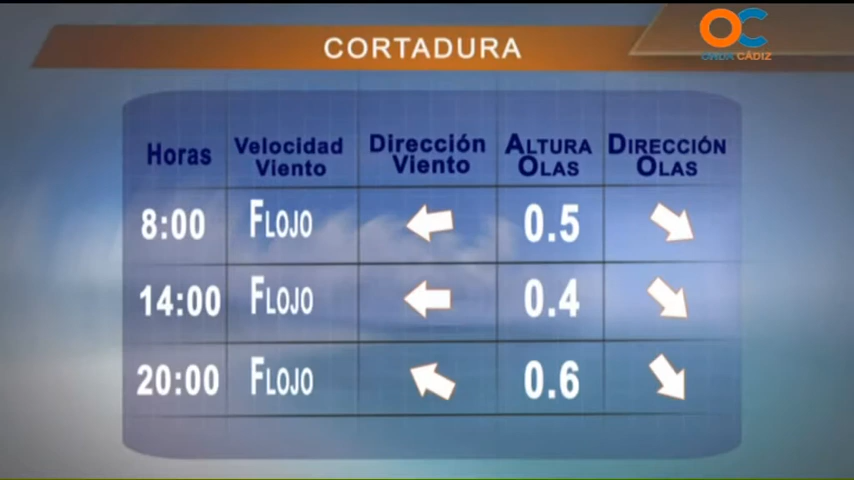 OC
ONDA CÁDIZ
CORTADURA
Horas
Velocidad
Viento
Dirección
Viento
ALTURA
OLAS
DIRECCIÓN
OLAS
8:00 FLOJO 0.5
14:00 FLOJO 0.4
20:00 FLOJO 0.6